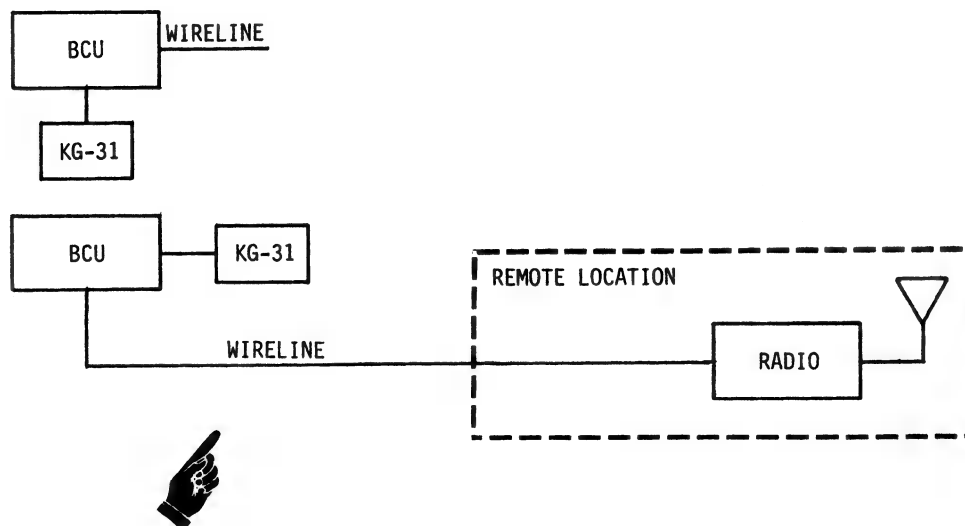 BCU
WIRELINE
KG-31
BCU
KG-31
REMOTE LOCATION
WIRELINE
RADIO